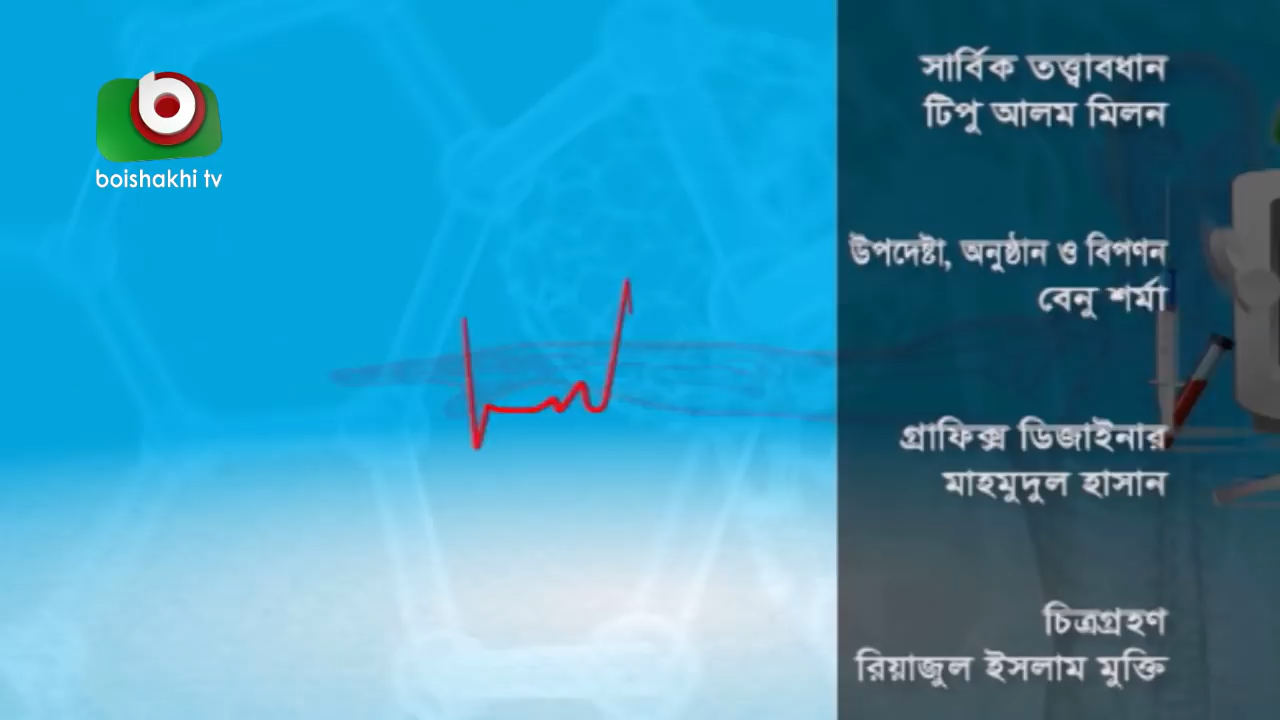 boishakhi tv
সার্বিক তত্ত্বাবধান
টিপু আলম মিলন
উপদেষ্টা, অনুষ্ঠান ও বিপণন
বেনু শর্মা
গ্রাফিক্স ডিজাইনার
মাহমুদুল হাসান
চিত্রগ্রহণ
রিয়াজুল ইসলাম মুক্তি